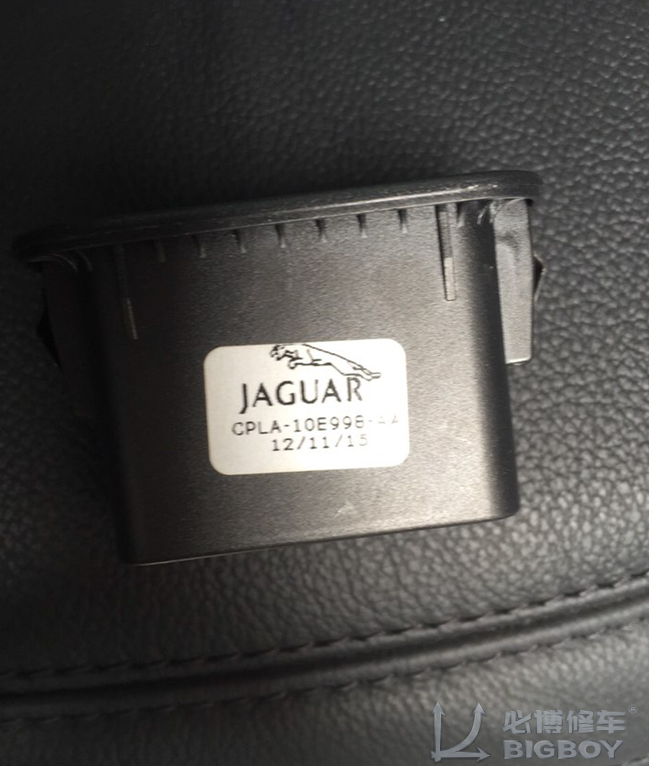 JAGUAR
CPLA-10E998-AA
12/11/15
必博修车®
BIGBOY